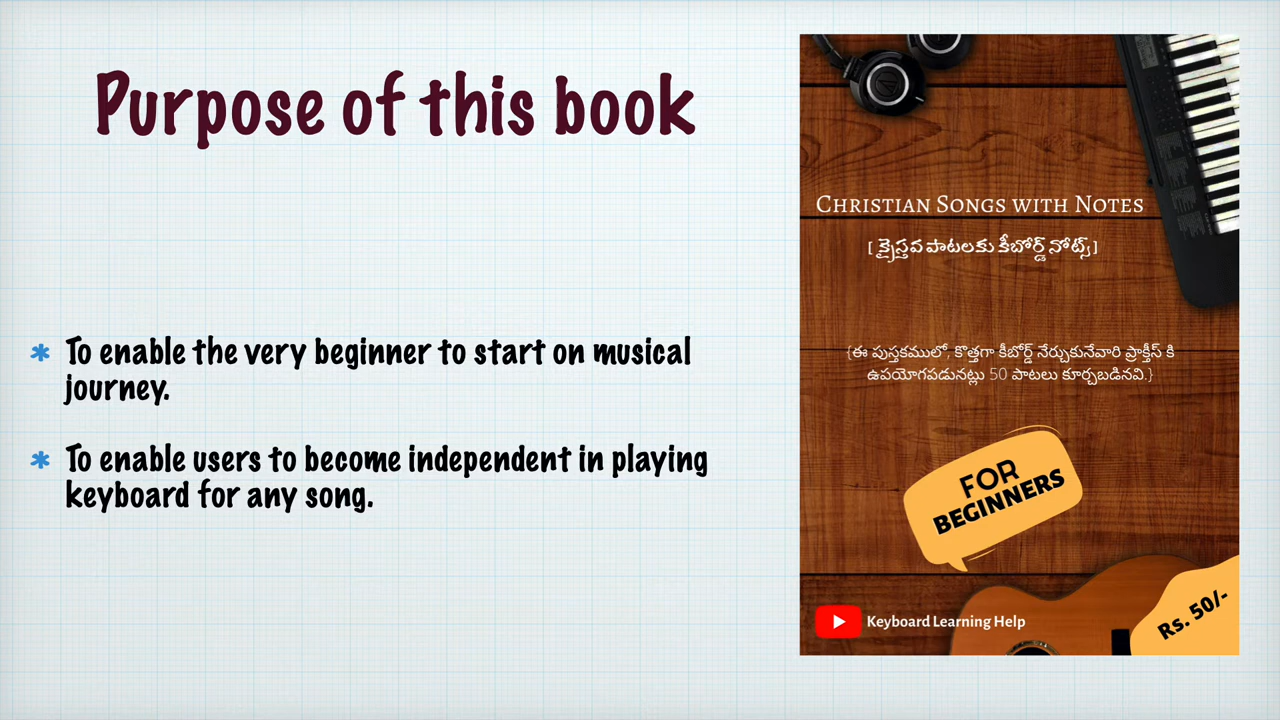 Purpose of this book
* To enable the very beginner to start on musical
journey.
* To enable users to become independent in playing
keyboard for any song.
Christian Songs with Notes
[ క్రైస్తవ పాటలకు కీబోర్డ్ నోట్స్ ]
{ఈ పుస్తకములో, కొత్తగా కీబోర్డ్ నేర్చుకునేవారి ప్రాక్టీస్ కి
ఉపయోగపడునట్లు 50 పాటలు కూర్చబడినవి.}
FOR
BEGINNERS
Keyboard Learning Help
Rs. 50/-